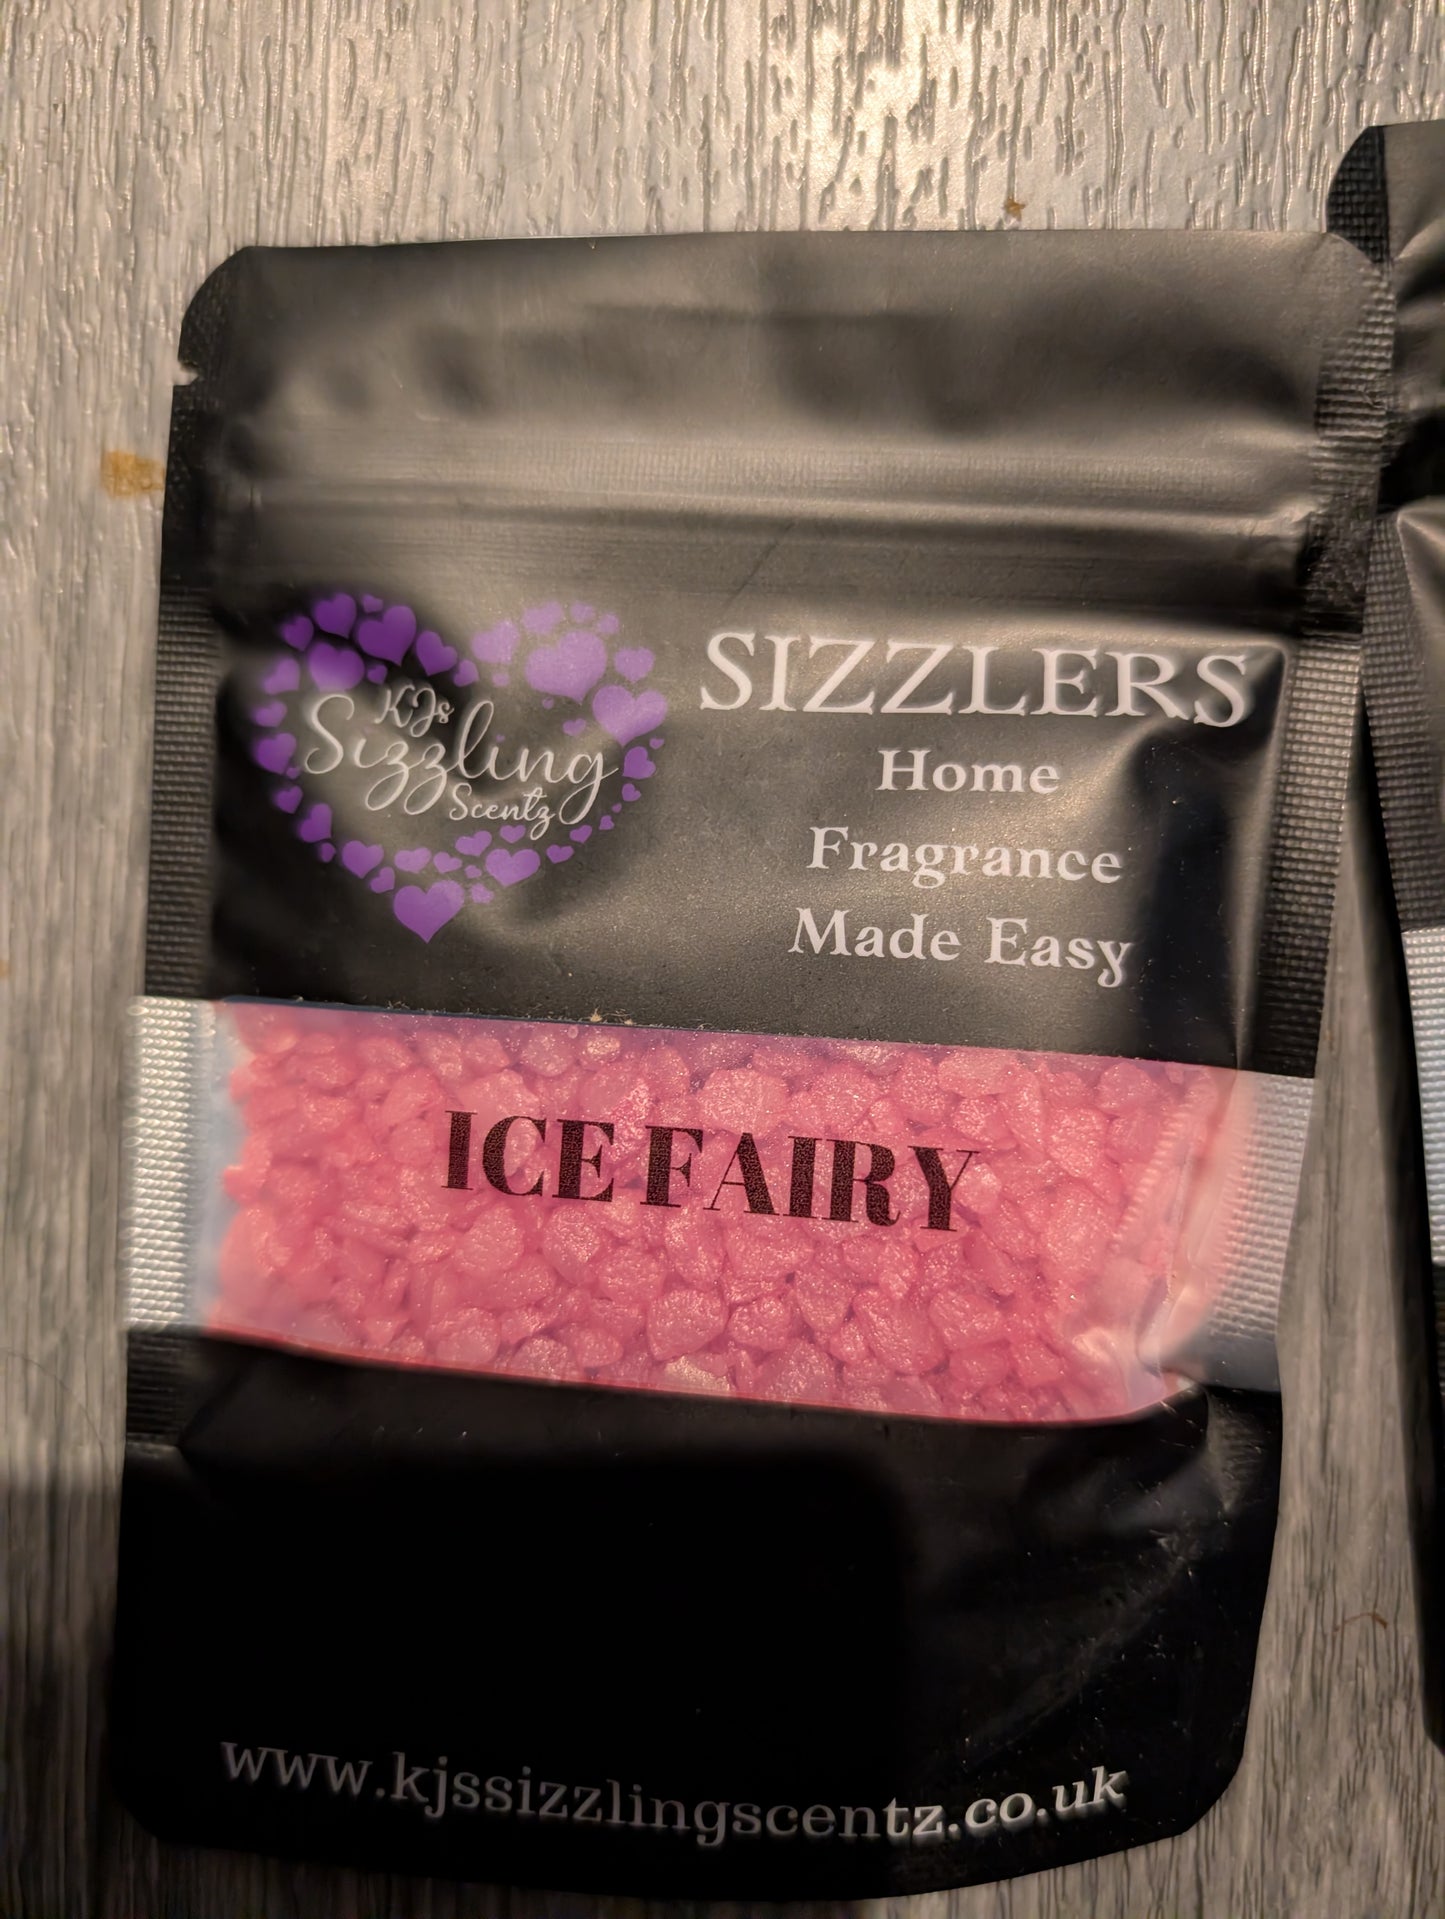 KJs
Sizzling
Scentz
SIZZLERS
Home
Fragrance
Made Easy
ICE FAIRY
www.kjssizzlingscentz.co.uk